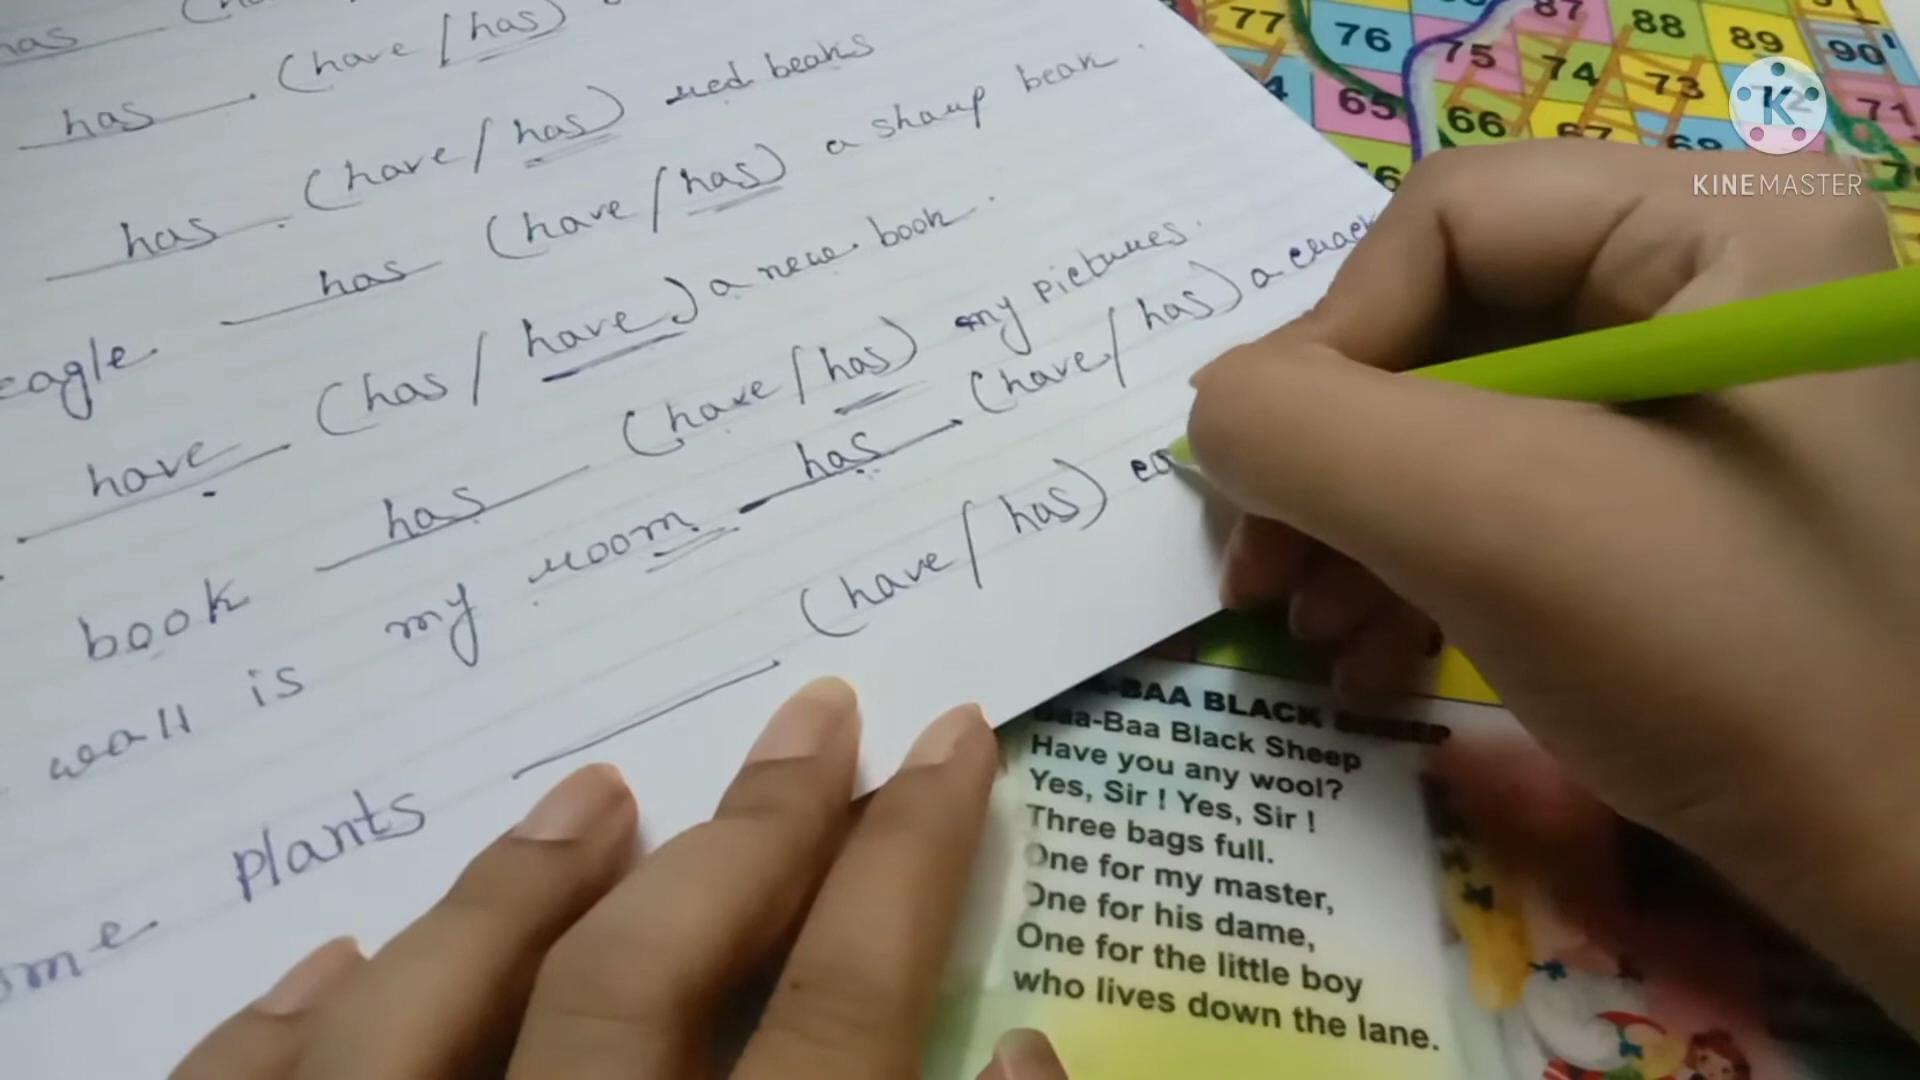 has
has (have/has)
has (have/has) red beaks
eagle has (have/has) a sharp beak.
have (has/have) a new book.
book has (have/has) my pictures.
wall is my room has (have/has) a crack
plants (have/has)
77 76 75 87 88 89 90
65 66 74 73 72 71
67 69
KINEMASTER
BAA BLACK SHEEP
Baa-Baa Black Sheep
Have you any wool?
Yes, Sir ! Yes, Sir !
Three bags full.
One for my master,
One for his dame,
One for the little boy
who lives down the lane.